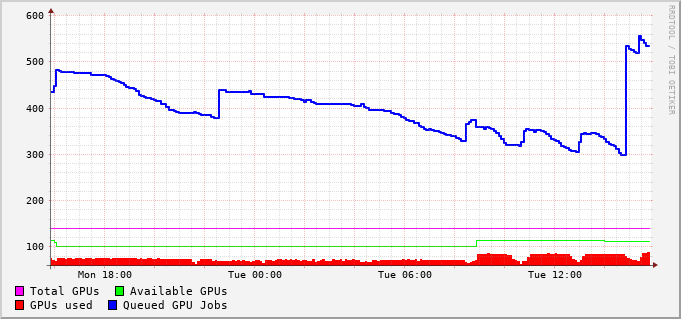 600
500
400
300
200
100
Mon 18:00 Tue 00:00 Tue 06:00 Tue 12:00
Total GPUs Available GPUs
GPUs used Queued GPU Jobs
RRDTOOL / TOBI OETIKER